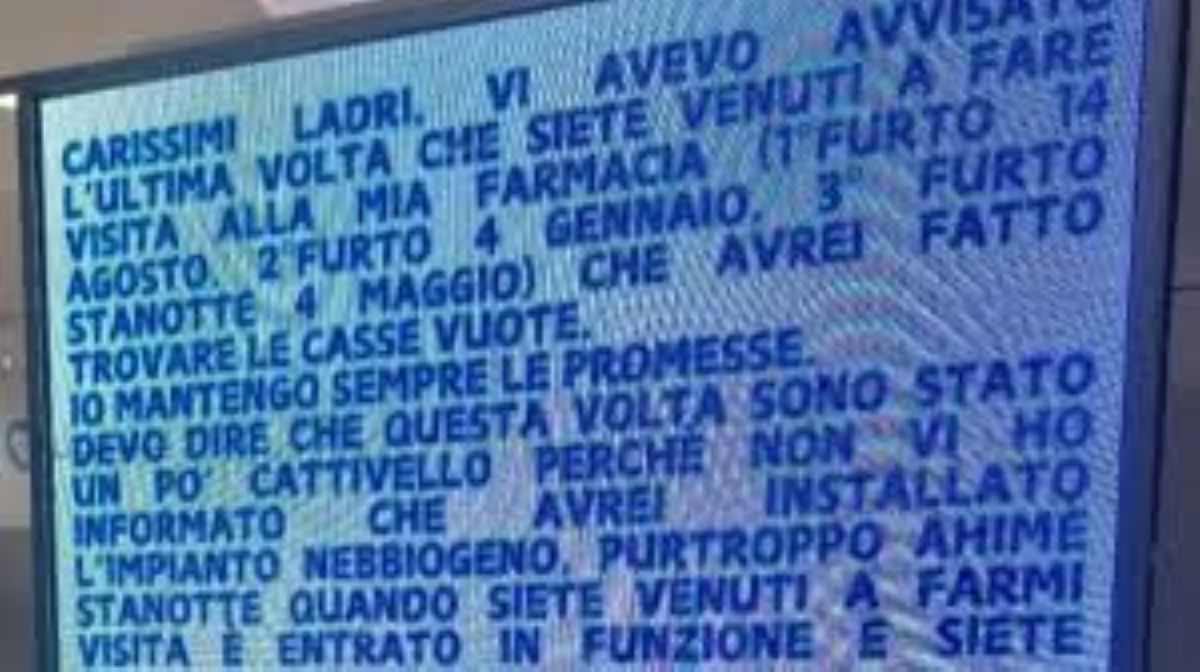 CARISSIMI LADRI. VI AVEVO AVVISATO
L'ULTIMA VOLTA CHE SIETE VENUTI A FARE
VISITA ALLA MIA FARMACIA (1°FURTO 14
AGOSTO. 2°FURTO 4 GENNAIO. 3° FURTO
STANOTTE 4 MAGGIO) CHE AVREI FATTO
TROVARE LE CASSE VUOTE.
IO MANTENGO SEMPRE LE PROMESSE.
DEVO DIRE CHE QUESTA VOLTA SONO STATO
UN PO' CATTIVELLO PERCHÉ NON VI HO
INFORMATO CHE AVREI INSTALLATO
L'IMPIANTO NEBBIOGENO. PURTROPPO AHIMÉ
STANOTTE QUANDO SIETE VENUTI A FARMI
VISITA È ENTRATO IN FUNZIONE E SIETE